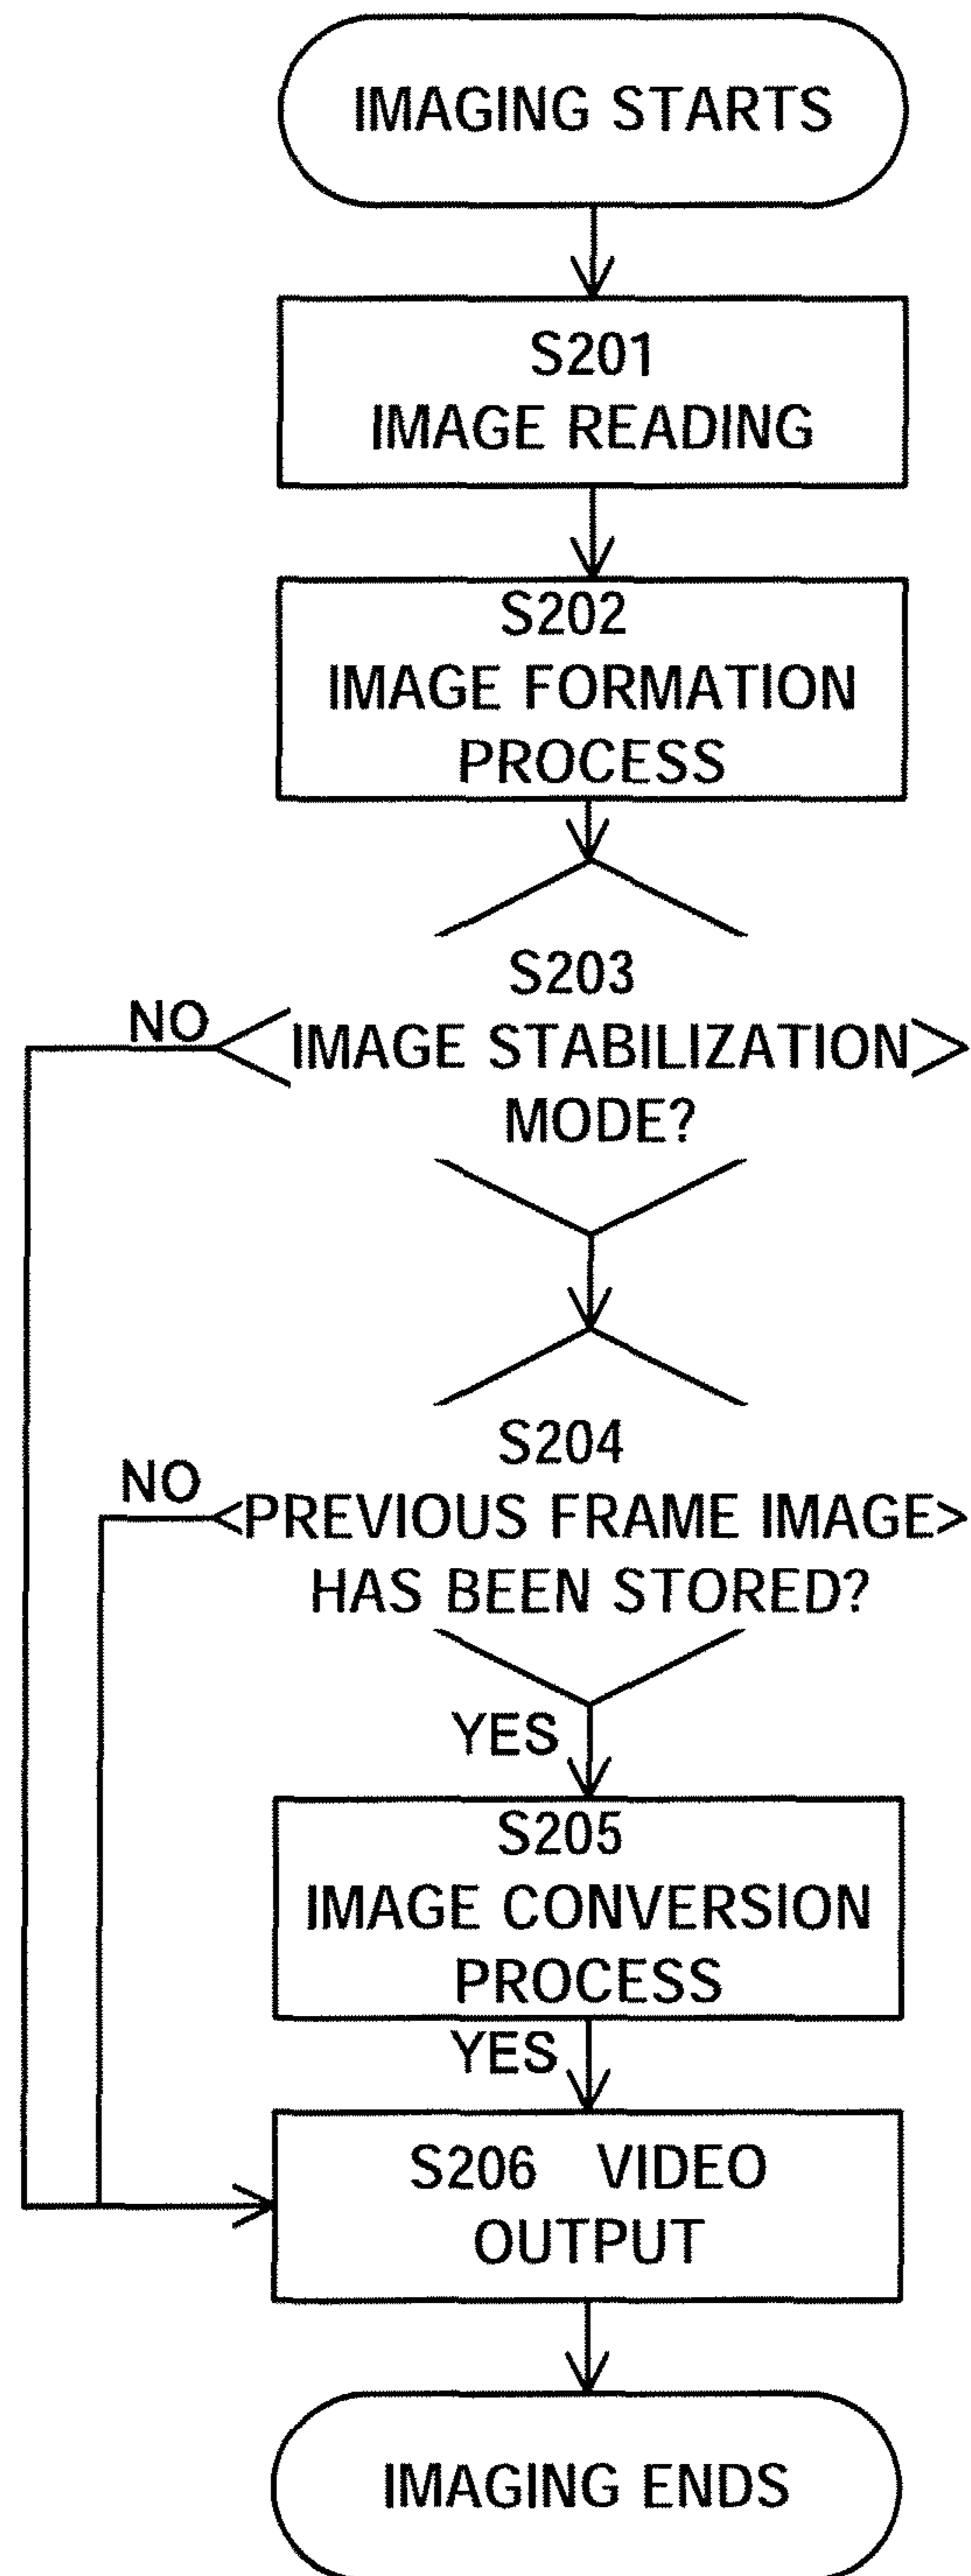 IMAGING STARTS
S201
IMAGE READING
S202
IMAGE FORMATION
PROCESS
S203
NO
IMAGE STABILIZATION
MODE?
S204
NO
PREVIOUS FRAME IMAGE
HAS BEEN STORED?
YES
S205
IMAGE CONVERSION
PROCESS
YES
S206 VIDEO
OUTPUT
IMAGING ENDS